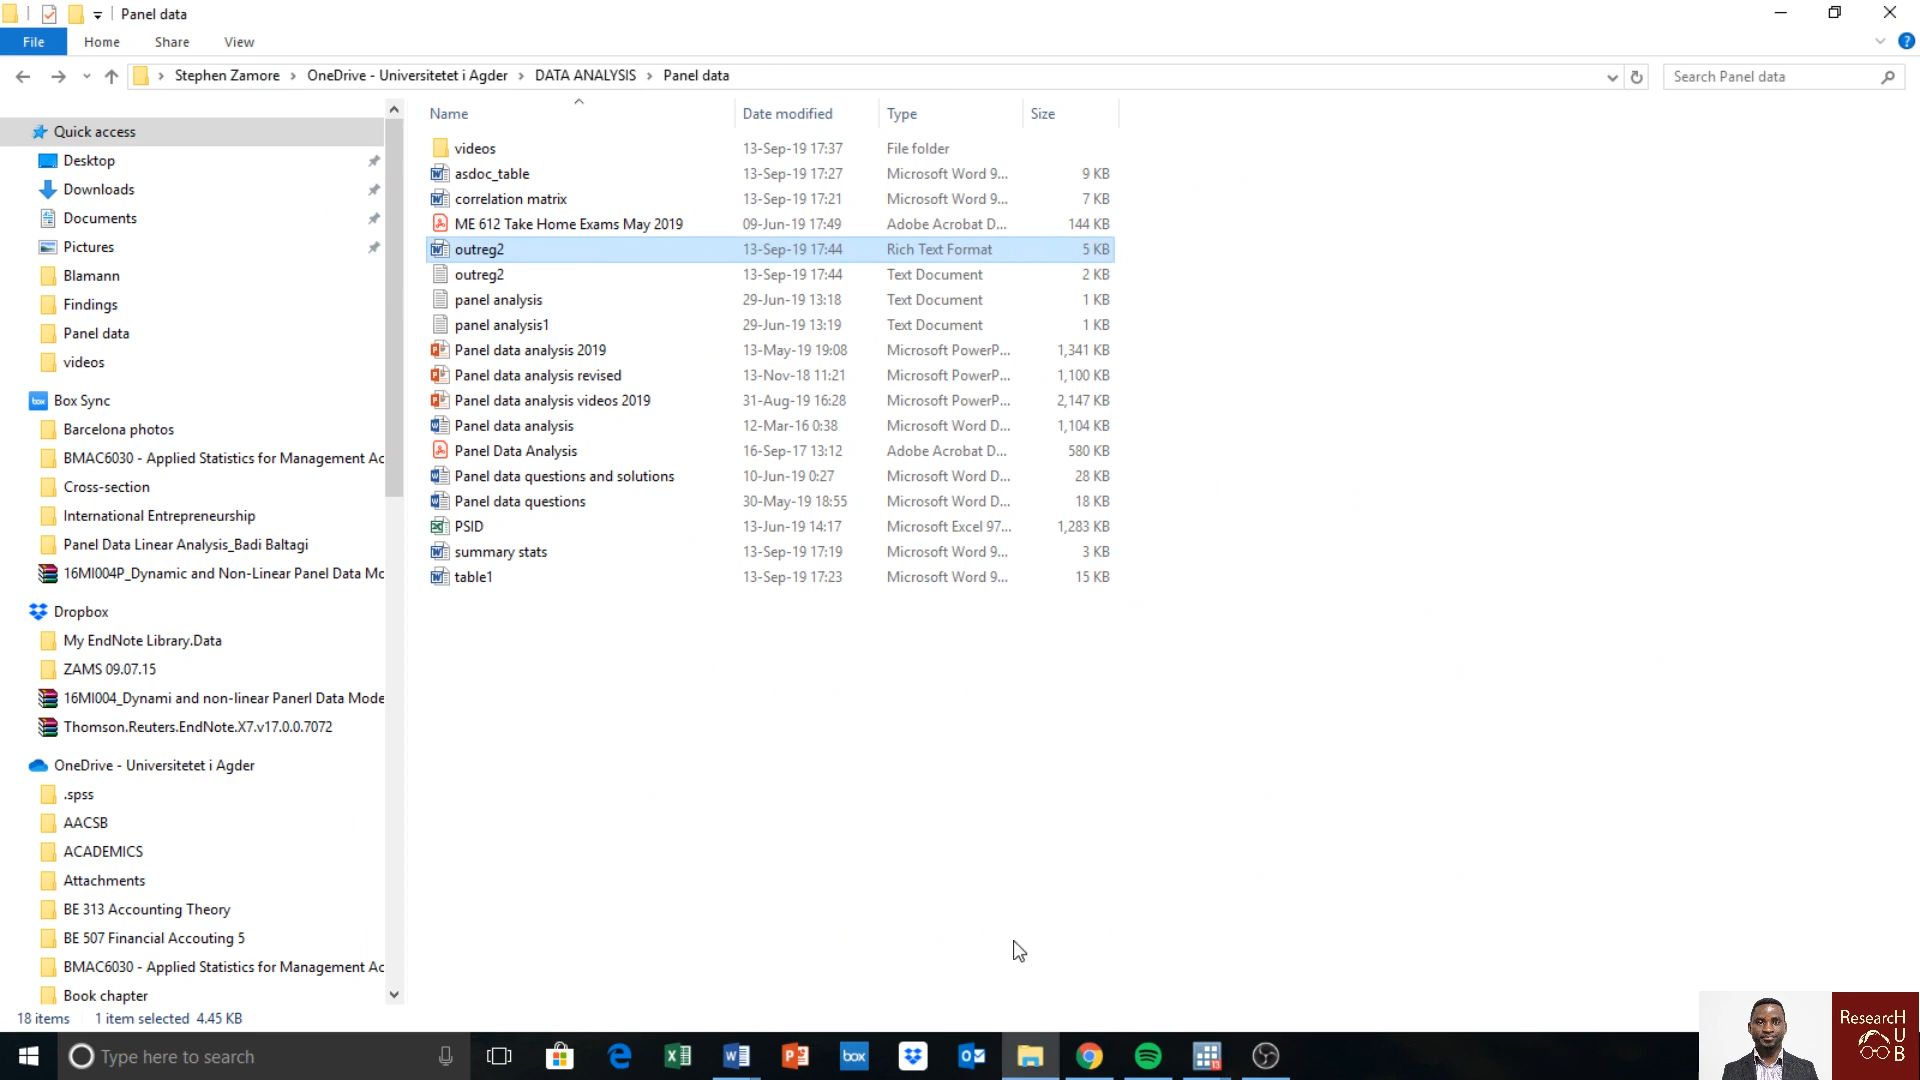 Panel data
File Home Share View
Stephen Zamore OneDrive - Universitetet i Agder DATA ANALYSIS Panel data
Search Panel data
Quick access
Desktop
Downloads
Documents
Pictures
Blamann
Findings
Panel data
videos
Box Sync
Barcelona photos
BMAC6030 - Applied Statistics for Management Ac
Cross-section
International Entrepreneurship
Panel Data Linear Analysis_Badi Baltagi
16MI004P_Dynamic and Non-Linear Panel Data Mo
Dropbox
My EndNote Library.Data
ZAMS 09.07.15
16MI004_Dynami and non-linear Panerl Data Mode
Thomson.Reuters.EndNote.X7.v17.0.0.7072
OneDrive - Universitetet i Agder
.spss
AACSB
ACADEMICS
Attachments
BE 313 Accounting Theory
BE 507 Financial Accouting 5
BMAC6030 - Applied Statistics for Management Ac
Book chapter
Name Date modified Type Size
videos 13-Sep-19 17:37 File folder
asdoc_table 13-Sep-19 17:27 Microsoft Word 9... 9 KB
correlation matrix 13-Sep-19 17:21 Microsoft Word 9... 7 KB
ME 612 Take Home Exams May 2019 09-Jun-19 17:49 Adobe Acrobat D... 144 KB
outreg2 13-Sep-19 17:44 Rich Text Format 5 KB
outreg2 13-Sep-19 17:44 Text Document 2 KB
panel analysis 29-Jun-19 13:18 Text Document 1 KB
panel analysis1 29-Jun-19 13:19 Text Document 1 KB
Panel data analysis 2019 13-May-19 19:08 Microsoft PowerP... 1,341 KB
Panel data analysis revised 13-Nov-18 11:21 Microsoft PowerP... 1,100 KB
Panel data analysis videos 2019 31-Aug-19 16:28 Microsoft PowerP... 2,147 KB
Panel data analysis 12-Mar-16 0:38 Microsoft Word D... 1,104 KB
Panel Data Analysis 16-Sep-17 13:12 Adobe Acrobat D... 580 KB
Panel data questions and solutions 10-Jun-19 0:27 Microsoft Word D... 28 KB
Panel data questions 30-May-19 18:55 Microsoft Word D... 18 KB
PSID 13-Jun-19 14:17 Microsoft Excel 97... 1,283 KB
summary stats 13-Sep-19 17:19 Microsoft Word 9... 3 KB
table1 13-Sep-19 17:23 Microsoft Word 9... 15 KB
18 items 1 item selected 4.45 KB
Type here to search
box
ResearcH
U
B